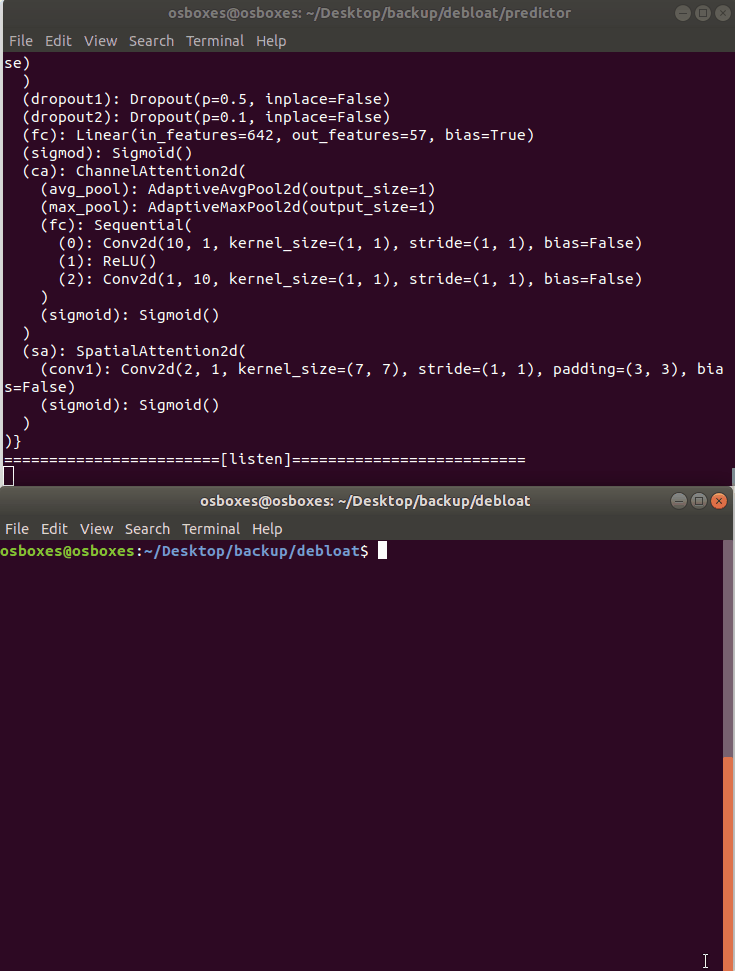 osboxes@osboxes: ~/Desktop/backup/debloat/predictor
File Edit View Search Terminal Help
se)
  )
  (dropout1): Dropout(p=0.5, inplace=False)
  (dropout2): Dropout(p=0.1, inplace=False)
  (fc): Linear(in_features=642, out_features=57, bias=True)
  (sigmod): Sigmoid()
  (ca): ChannelAttention2d(
    (avg_pool): AdaptiveAvgPool2d(output_size=1)
    (max_pool): AdaptiveMaxPool2d(output_size=1)
    (fc): Sequential(
      (0): Conv2d(10, 1, kernel_size=(1, 1), stride=(1, 1), bias=False)
      (1): ReLU()
      (2): Conv2d(1, 10, kernel_size=(1, 1), stride=(1, 1), bias=False)
    )
    (sigmoid): Sigmoid()
  )
  (sa): SpatialAttention2d(
    (conv1): Conv2d(2, 1, kernel_size=(7, 7), stride=(1, 1), padding=(3, 3), bia
s=False)
    (sigmoid): Sigmoid()
  )
)}
========================[listen]==========================
osboxes@osboxes: ~/Desktop/backup/debloat
File Edit View Search Terminal Help
osboxes@osboxes:~/Desktop/backup/debloat$